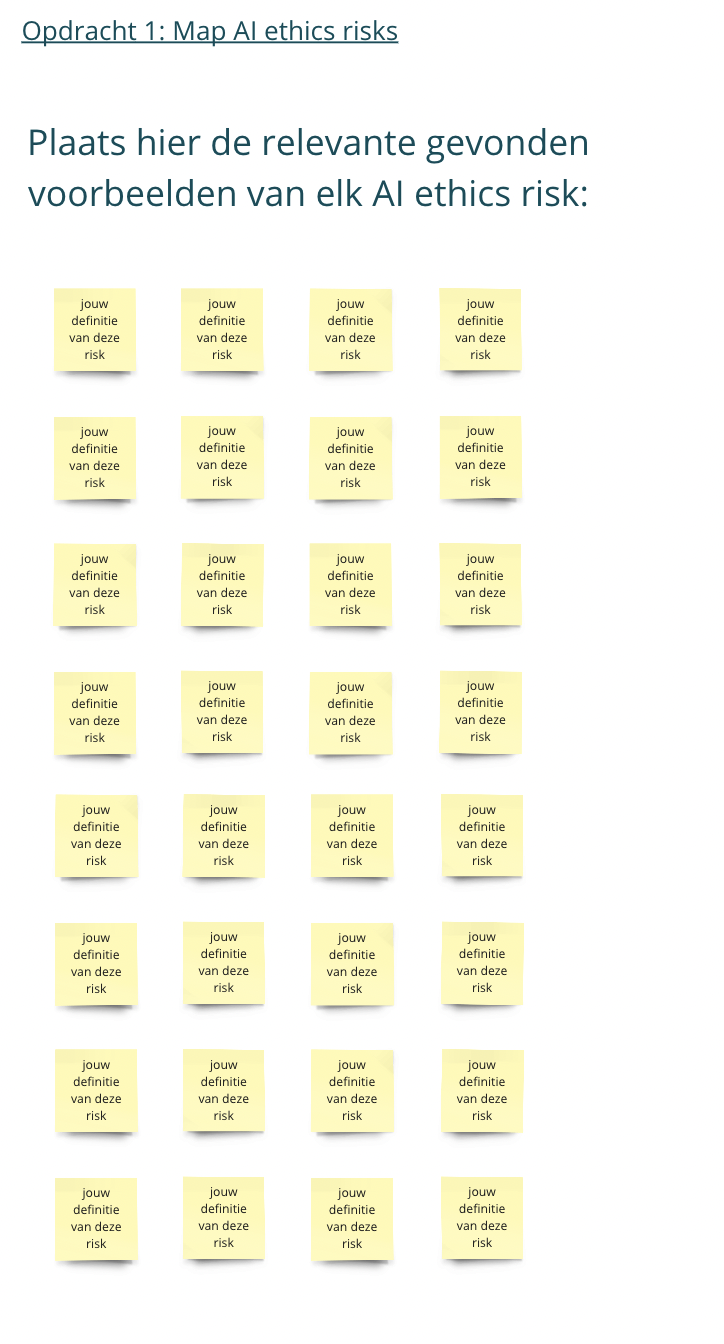 Opdracht 1: Map AI ethics risks
Plaats hier de relevante gevonden
voorbeelden van elk AI ethics risk:
jouw
definitie
van deze
risk
jouw
definitie
van deze
risk
jouw
definitie
van deze
risk
jouw
definitie
van deze
risk
jouw
definitie
van deze
risk
jouw
definitie
van deze
risk
jouw
definitie
van deze
risk
jouw
definitie
van deze
risk
jouw
definitie
van deze
risk
jouw
definitie
van deze
risk
jouw
definitie
van deze
risk
jouw
definitie
van deze
risk
jouw
definitie
van deze
risk
jouw
definitie
van deze
risk
jouw
definitie
van deze
risk
jouw
definitie
van deze
risk
jouw
definitie
van deze
risk
jouw
definitie
van deze
risk
jouw
definitie
van deze
risk
jouw
definitie
van deze
risk
jouw
definitie
van deze
risk
jouw
definitie
van deze
risk
jouw
definitie
van deze
risk
jouw
definitie
van deze
risk
jouw
definitie
van deze
risk
jouw
definitie
van deze
risk
jouw
definitie
van deze
risk
jouw
definitie
van deze
risk
jouw
definitie
van deze
risk
jouw
definitie
van deze
risk
jouw
definitie
van deze
risk
jouw
definitie
van deze
risk